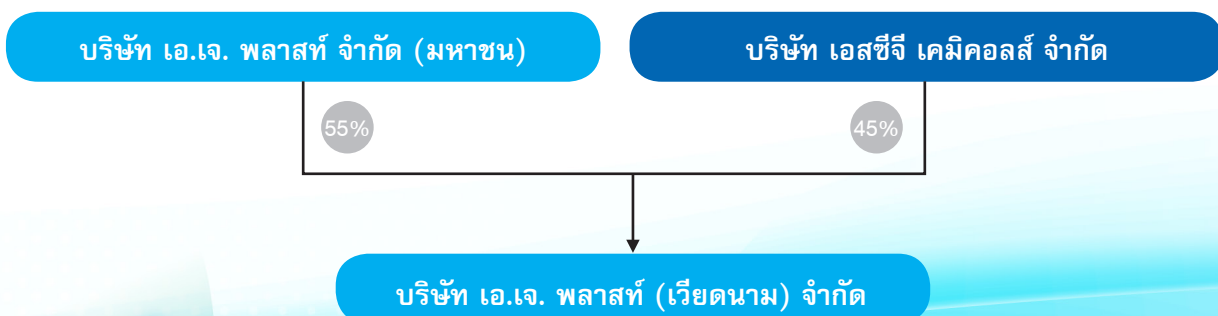 บริษัท เอ.เจ. พลาสท์ จำกัด (มหาชน)
บริษัท เอสซีจี เคมิคอลส์ จำกัด
55%
45%
บริษัท เอ.เจ. พลาสท์ (เวียดนาม) จำกัด